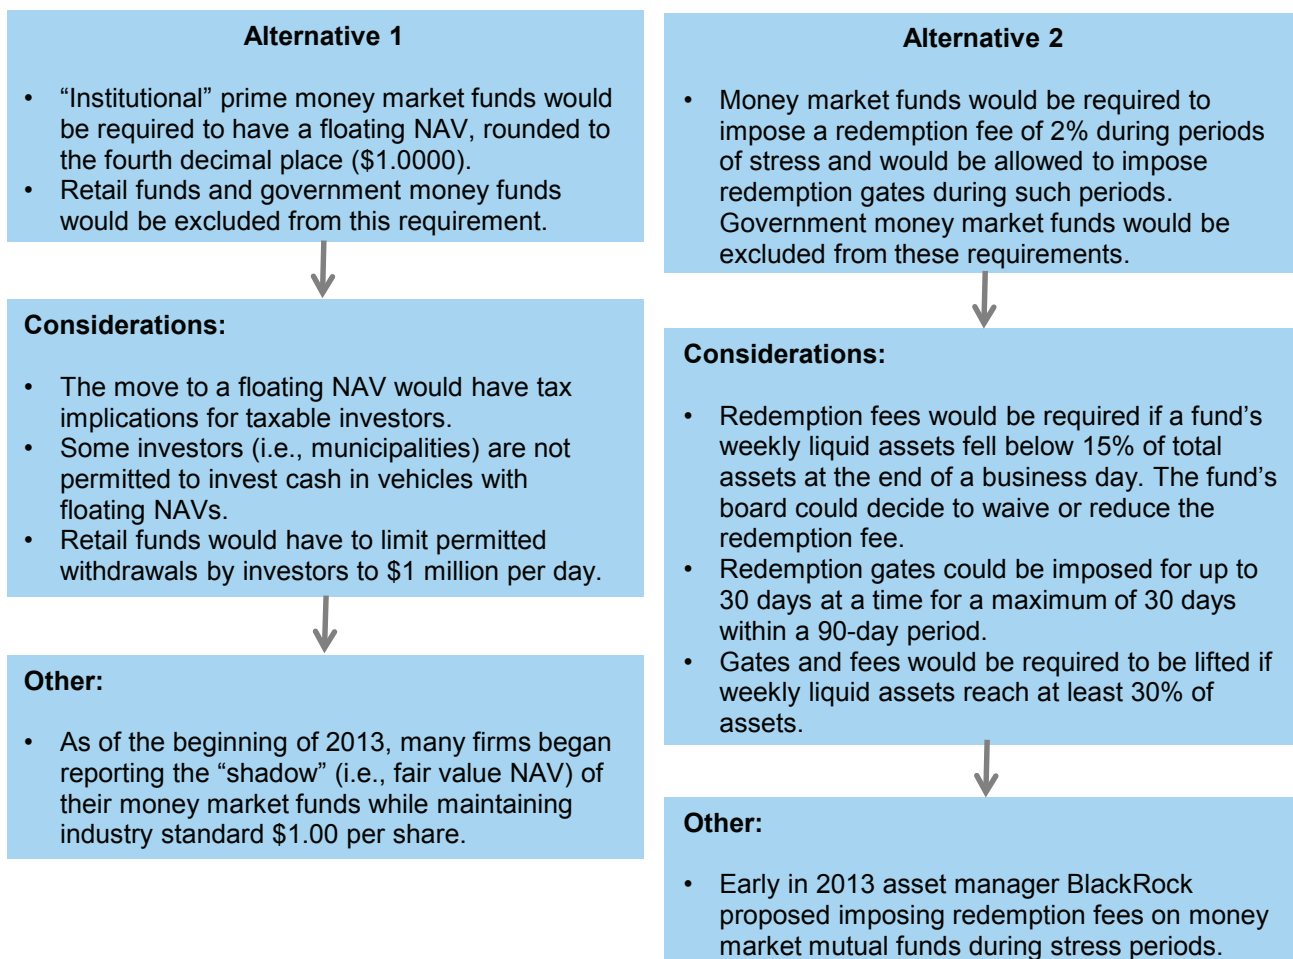 Alternative 1
• “Institutional” prime money market funds would
be required to have a floating NAV, rounded to
the fourth decimal place ($1.0000).
• Retail funds and government money funds
would be excluded from this requirement.
Considerations:
• The move to a floating NAV would have tax
implications for taxable investors.
• Some investors (i.e., municipalities) are not
permitted to invest cash in vehicles with
floating NAVs.
• Retail funds would have to limit permitted
withdrawals by investors to $1 million per day.
Other:
• As of the beginning of 2013, many firms began
reporting the “shadow” (i.e., fair value NAV) of
their money market funds while maintaining
industry standard $1.00 per share.
Alternative 2
• Money market funds would be required to
impose a redemption fee of 2% during periods
of stress and would be allowed to impose
redemption gates during such periods.
Government money market funds would be
excluded from these requirements.
Considerations:
• Redemption fees would be required if a fund’s
weekly liquid assets fell below 15% of total
assets at the end of a business day. The fund’s
board could decide to waive or reduce the
redemption fee.
• Redemption gates could be imposed for up to
30 days at a time for a maximum of 30 days
within a 90-day period.
• Gates and fees would be required to be lifted if
weekly liquid assets reach at least 30% of
assets.
Other:
• Early in 2013 asset manager BlackRock
proposed imposing redemption fees on money
market mutual funds during stress periods.